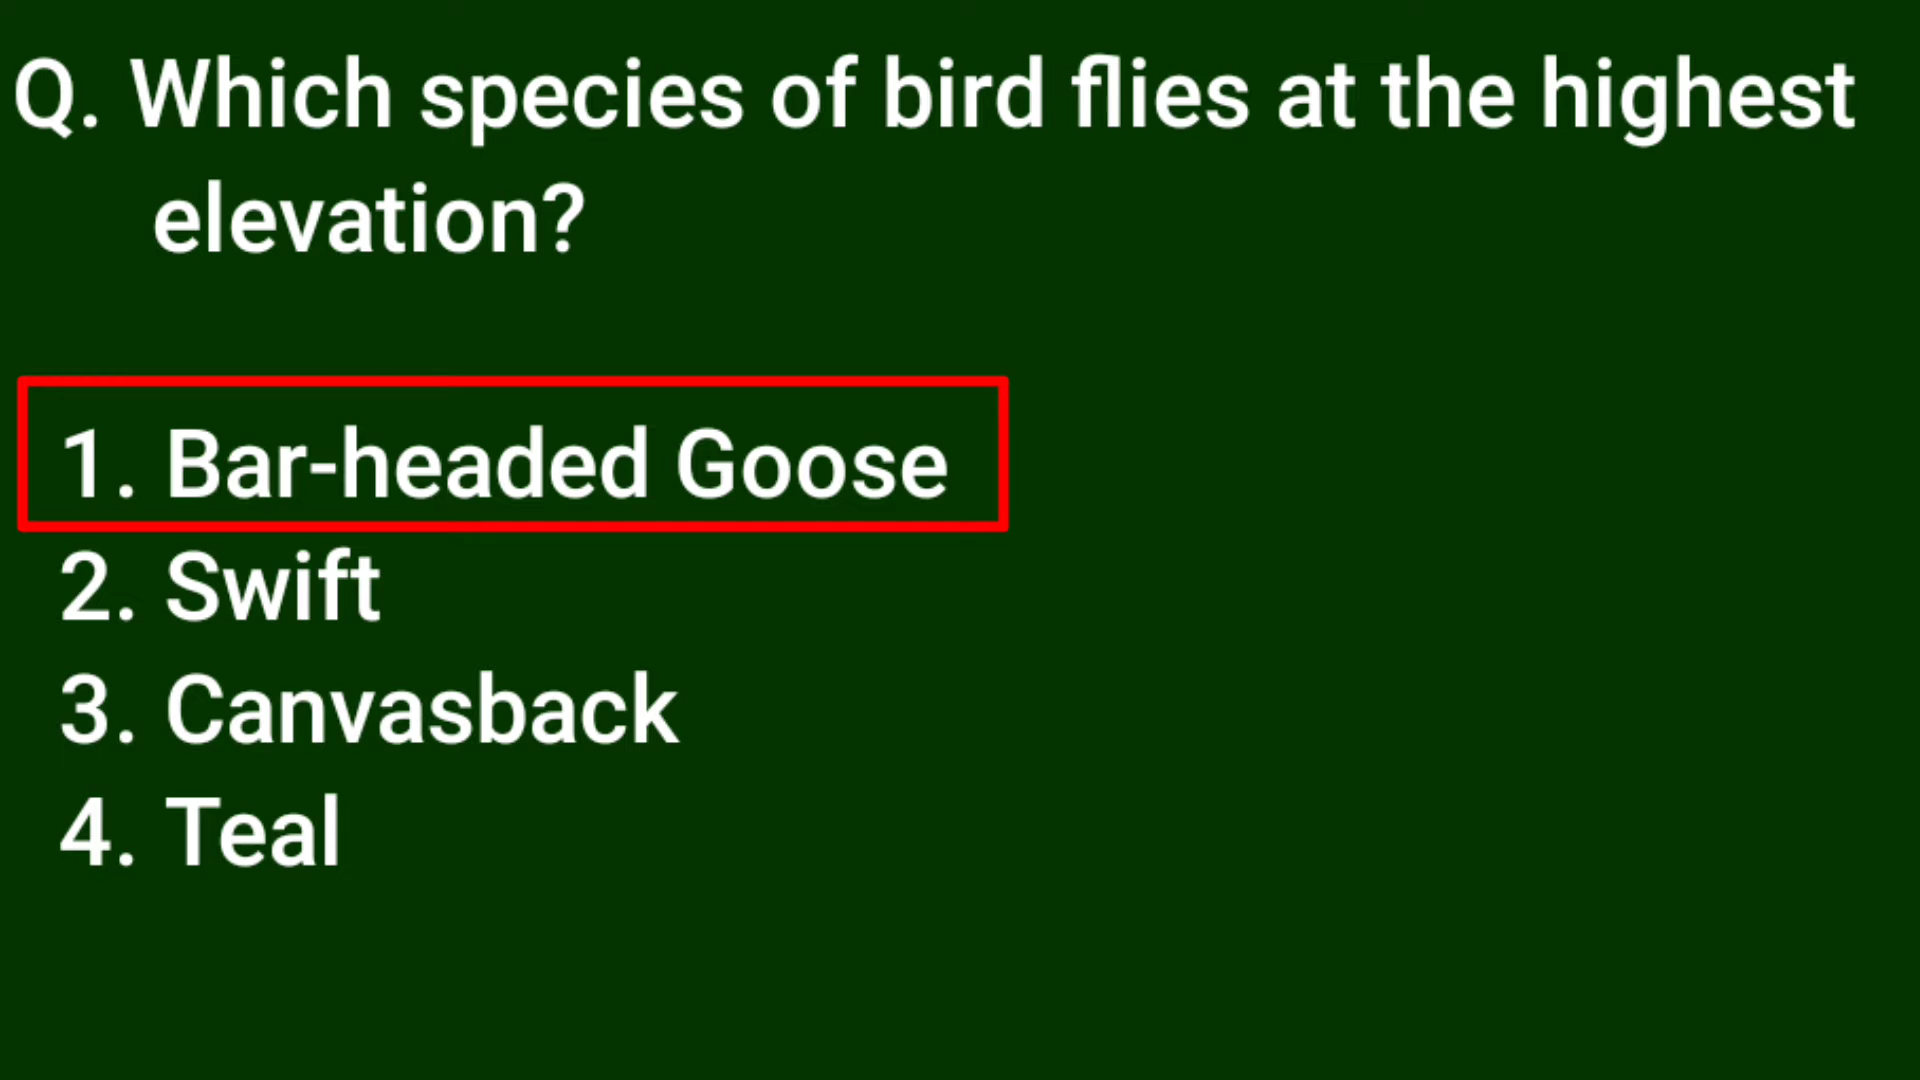 Q. Which species of bird flies at the highest
elevation?
1. Bar-headed Goose
2. Swift
3. Canvasback
4. Teal